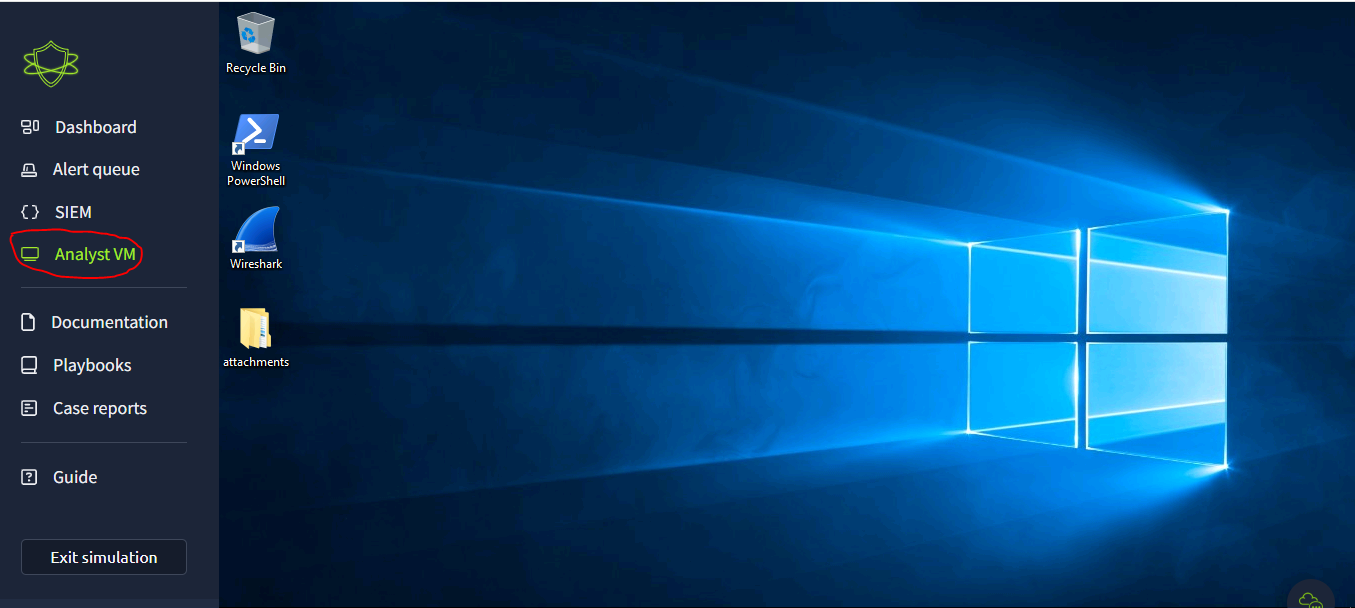 Dashboard
Alert queue
SIEM
Analyst VM
Documentation
Playbooks
Case reports
Guide
Exit simulation
Recycle Bin
Windows
PowerShell
Wireshark
attachments